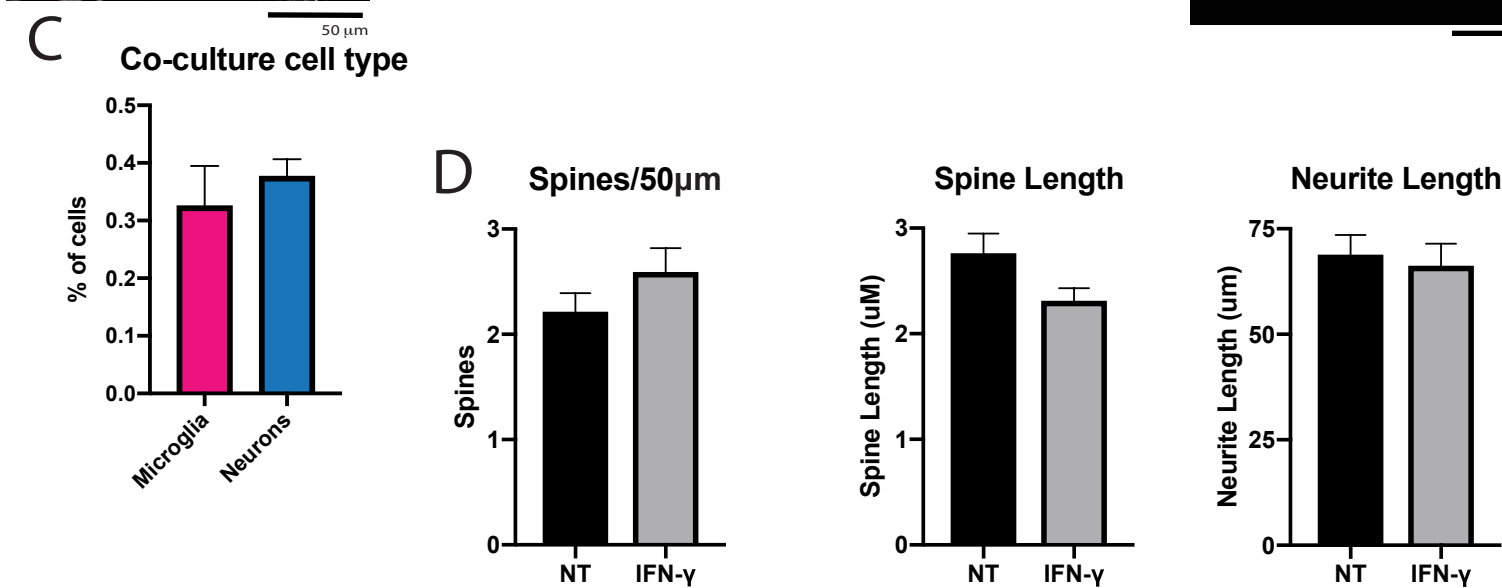 50 μm
C
Co-culture cell type
% of cells
0.5
0.4
0.3
0.2
0.1
0.0
Microglia
Neurons
D
Spines/50μm
Spines
3
2
1
0
NT
IFN-γ
Spine Length
Spine Length (uM)
3
2
1
0
NT
IFN-γ
Neurite Length
Neurite Length (um)
75
50
25
0
NT
IFN-γ